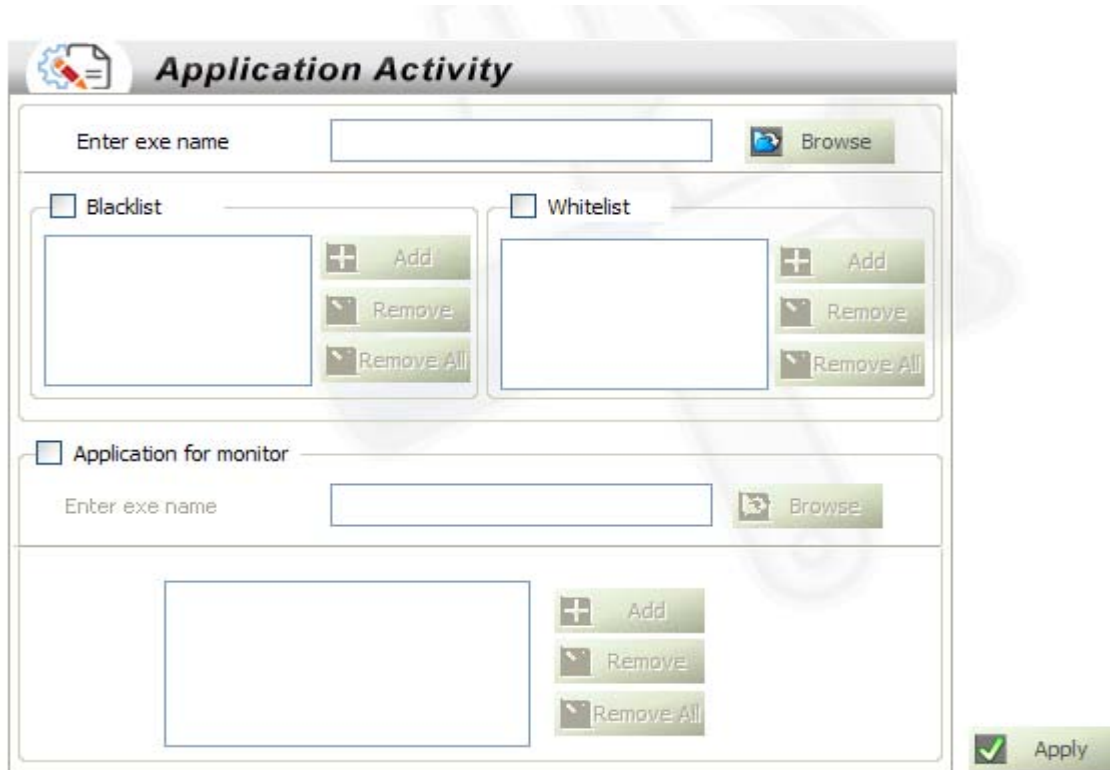 Application Activity
Enter exe name Browse
Blacklist Whitelist
Add Add
Remove Remove
Remove All Remove All
Application for monitor
Enter exe name Browse
Add
Remove
Remove All
Apply